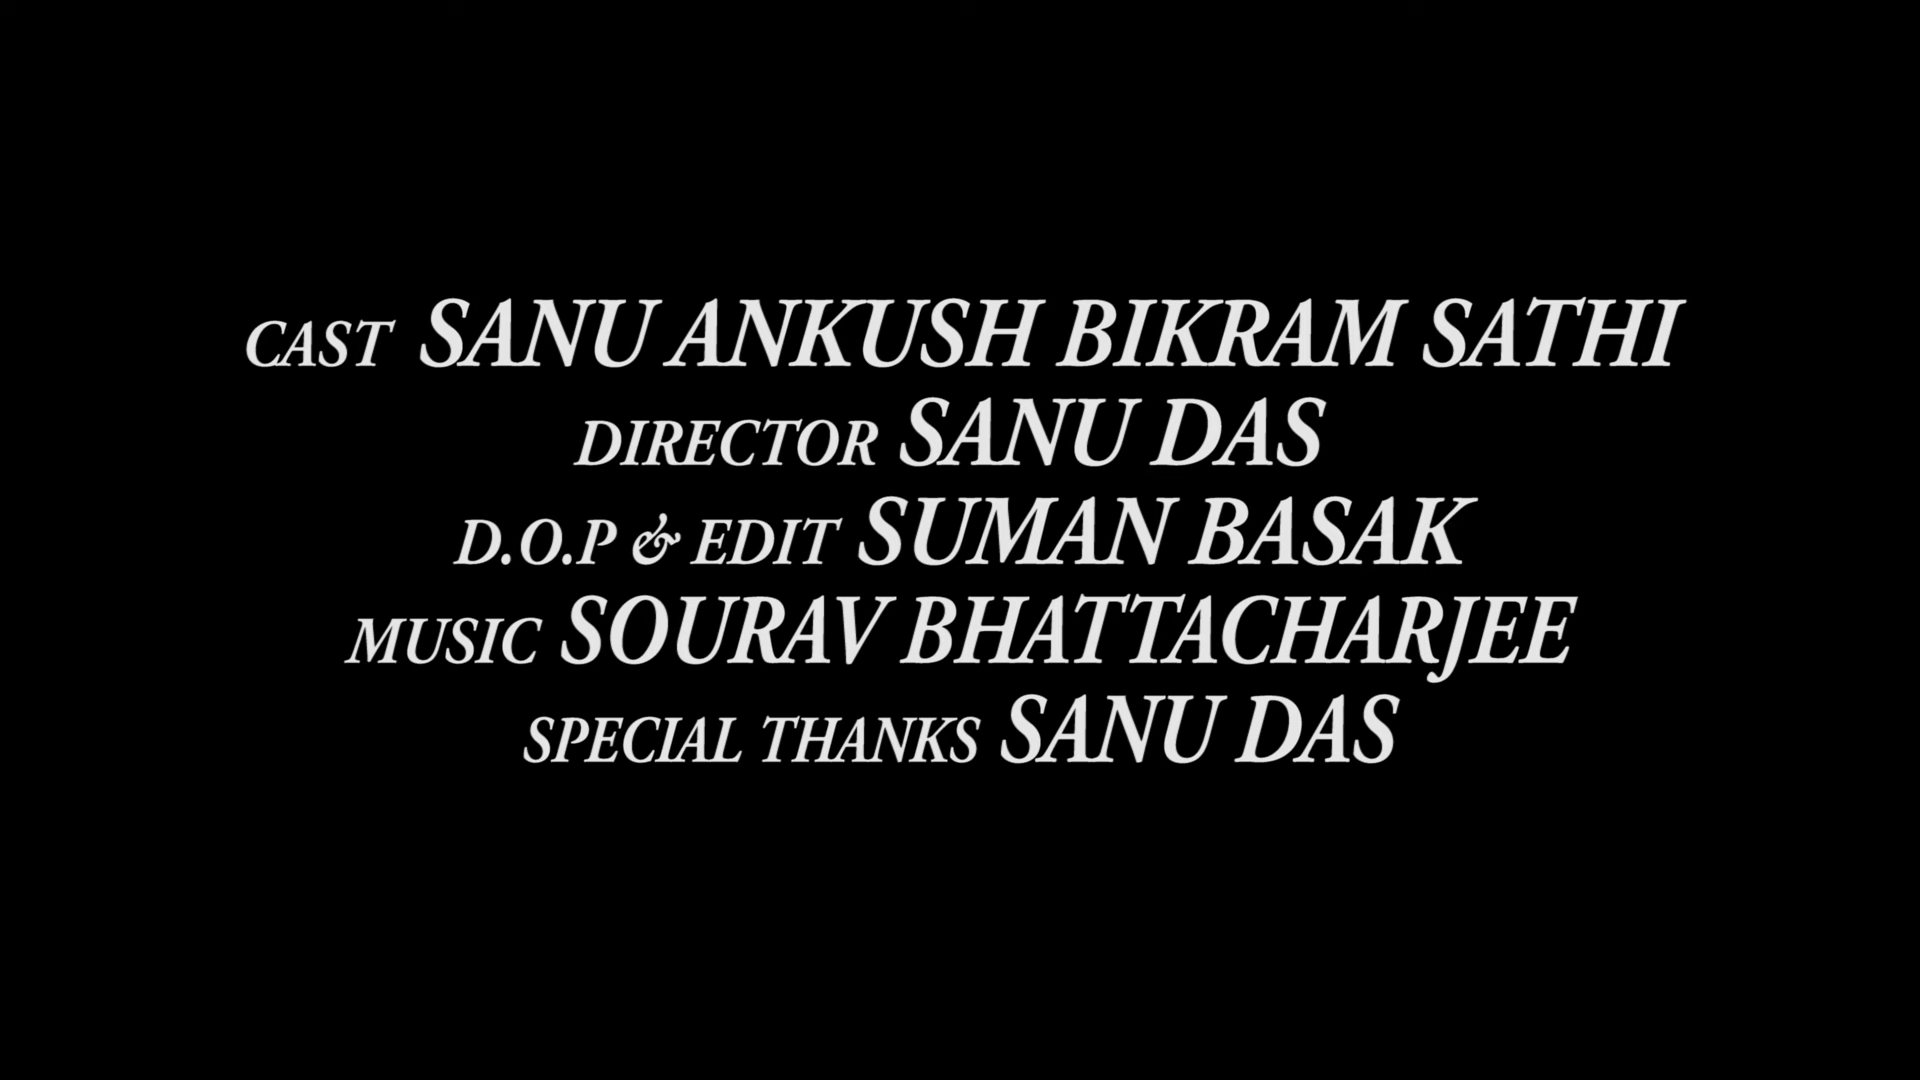 CAST SANU ANKUSH BIKRAM SATHI
DIRECTOR SANU DAS
D.O.P & EDIT SUMAN BASAK
MUSIC SOURAV BHATTACHARJEE
SPECIAL THANKS SANU DAS